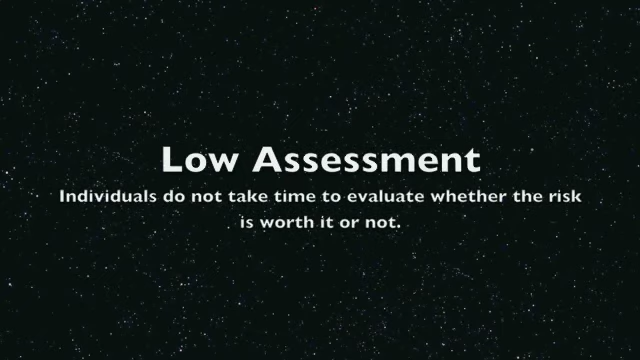 Low Assessment
Individuals do not take time to evaluate whether the risk
is worth it or not.